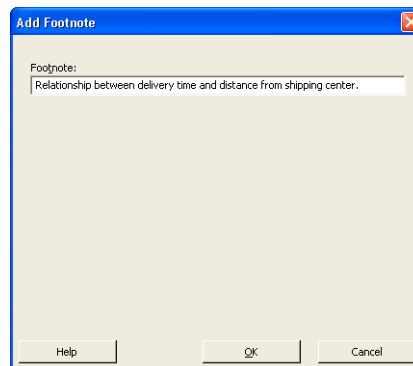 Add Footnote
Footnote:
Relationship between delivery time and distance from shipping center.
Help
OK
Cancel